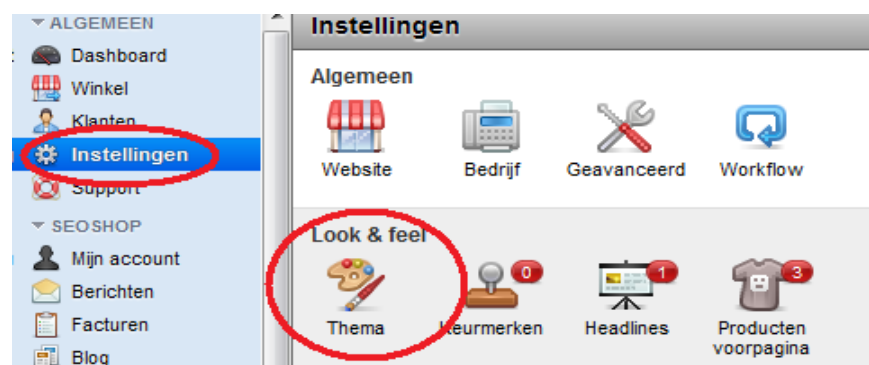 ALGEMEEN
Dashboard
Winkel
Klanten
Instellingen
Support
SEOSHOP
Mijn account
Berichten
Facturen
Blog
Instellingen
Algemeen
Website
Bedrijf
Geavanceerd
Workflow
Look & feel
0
1
3
Thema
Keurmerken
Headlines
Producten
voorpagina